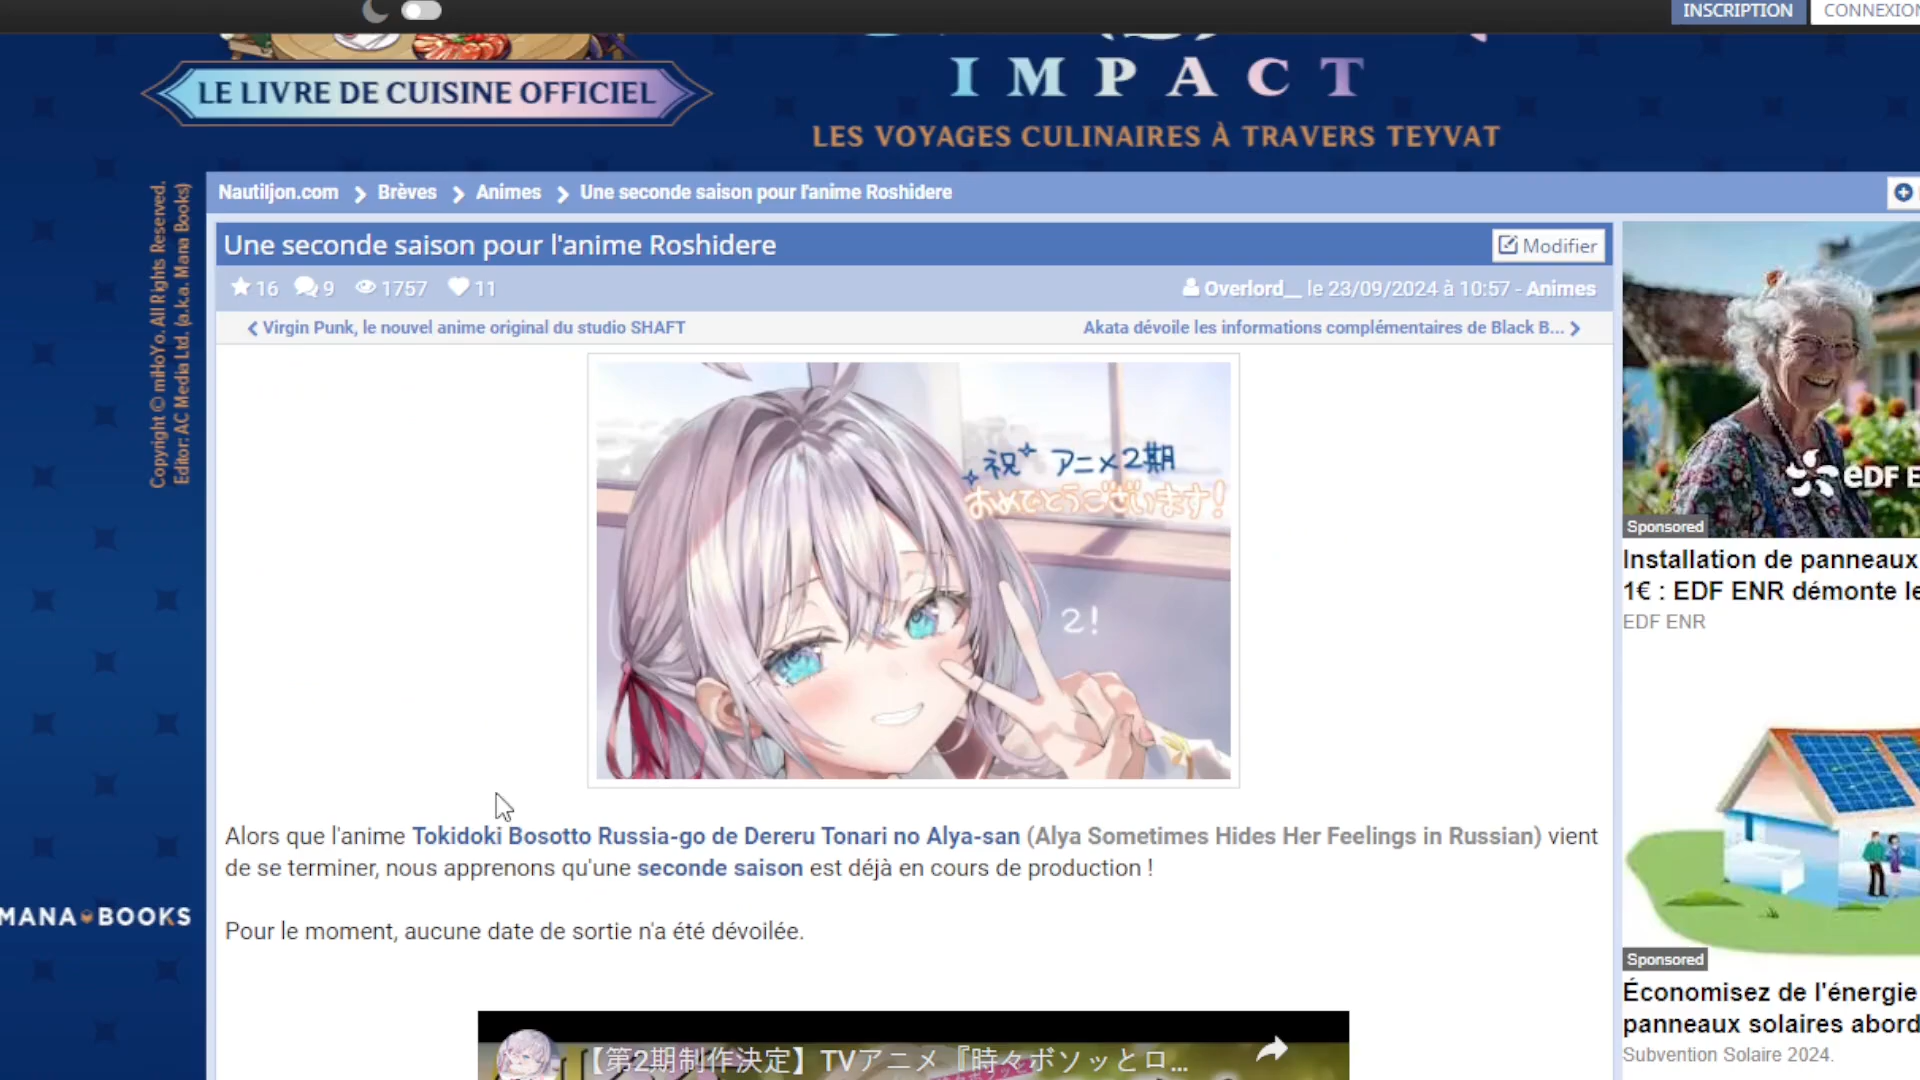 INSCRIPTION
CONNEXION
LE LIVRE DE CUISINE OFFICIEL
IMPACT
LES VOYAGES CULINAIRES À TRAVERS TEYVAT
Copyright © miHoYo. All Rights Reserved.
Editor: AC Media Ltd. (a.k.a. Mana Books)
Nautiljon.com > Brèves > Animes > Une seconde saison pour l'anime Roshidere
Une seconde saison pour l'anime Roshidere
Modifier
16 9 1757 11
Overlord__ le 23/09/2024 à 10:57 - Animes
Virgin Punk, le nouvel anime original du studio SHAFT
Akata dévoile les informations complémentaires de Black B...
祝 アニメ2期
おめでとうございます!
2!
Alors que l'anime Tokidoki Bosotto Russia-go de Dereru Tonari no Alya-san (Alya Sometimes Hides Her Feelings in Russian) vient
de se terminer, nous apprenons qu'une seconde saison est déjà en cours de production !
Pour le moment, aucune date de sortie n'a été dévoilée.
【第2期制作決定】TVアニメ『時々ボソッとロ...
MANA BOOKS
eDF E
Sponsored
Installation de panneaux
1€ : EDF ENR démonte le
EDF ENR
Sponsored
Économisez de l'énergie
panneaux solaires abord
Subvention Solaire 2024.